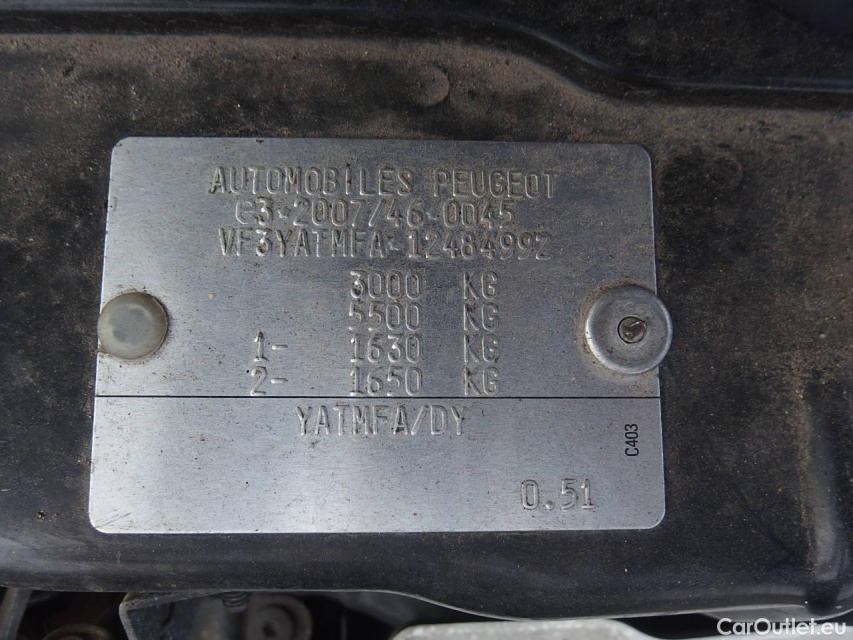 AUTOMOBILES PEUGEOT
e3*2007/46*0045
VF3YATMFA 12484992
3000 KG
5500 KG
1- 1630 KG
2- 1650 KG
YATMFA/DY
C403
0.51
CarOutlet.eu